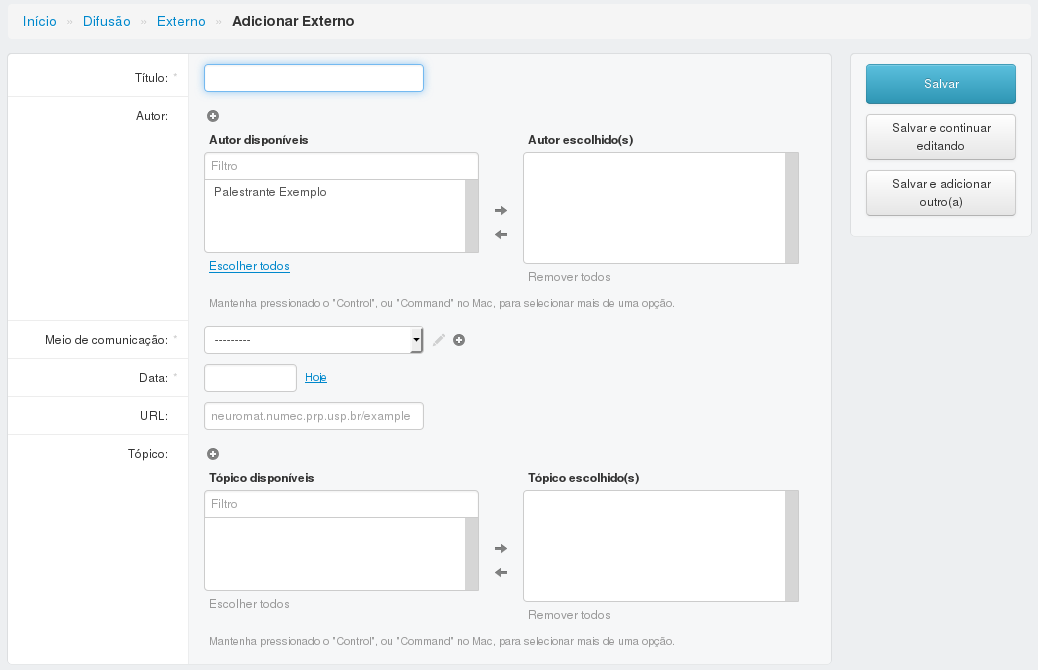 Início » Difusão » Externo » Adicionar Externo
Título: *
Salvar
Salvar e continuar
editando
Salvar e adicionar
outro(a)
Autor:
Autor disponíveis
Autor escolhido(s)
Filtro
Palestrante Exemplo
Escolher todos
Remover todos
Mantenha pressionado o "Control", ou "Command" no Mac, para selecionar mais de uma opção.
Meio de comunicação: *
---------
Data: *
Hoje
URL:
neuromat.numec.prp.usp.br/example
Tópico:
Tópico disponíveis
Tópico escolhido(s)
Filtro
Escolher todos
Remover todos
Mantenha pressionado o "Control", ou "Command" no Mac, para selecionar mais de uma opção.